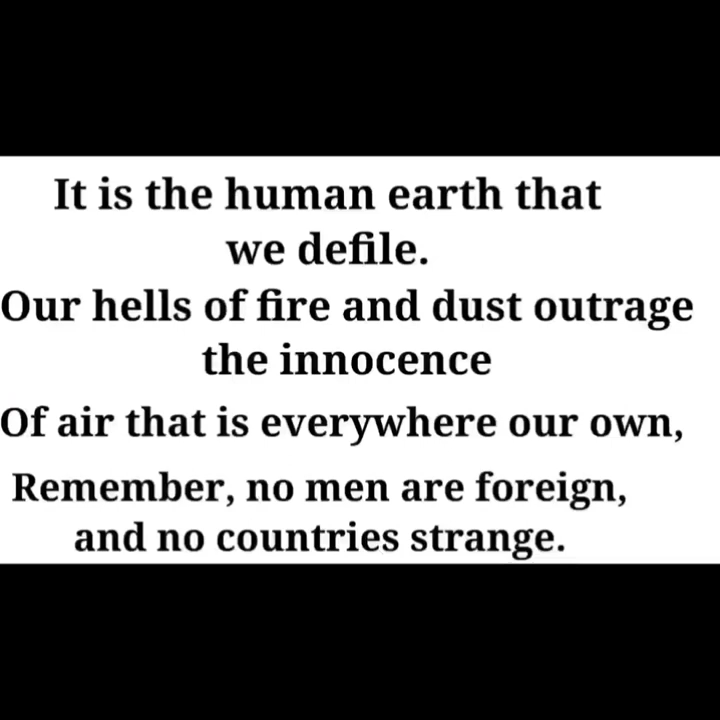 It is the human earth that
we defile.
Our hells of fire and dust outrage
the innocence
Of air that is everywhere our own,
Remember, no men are foreign,
and no countries strange.